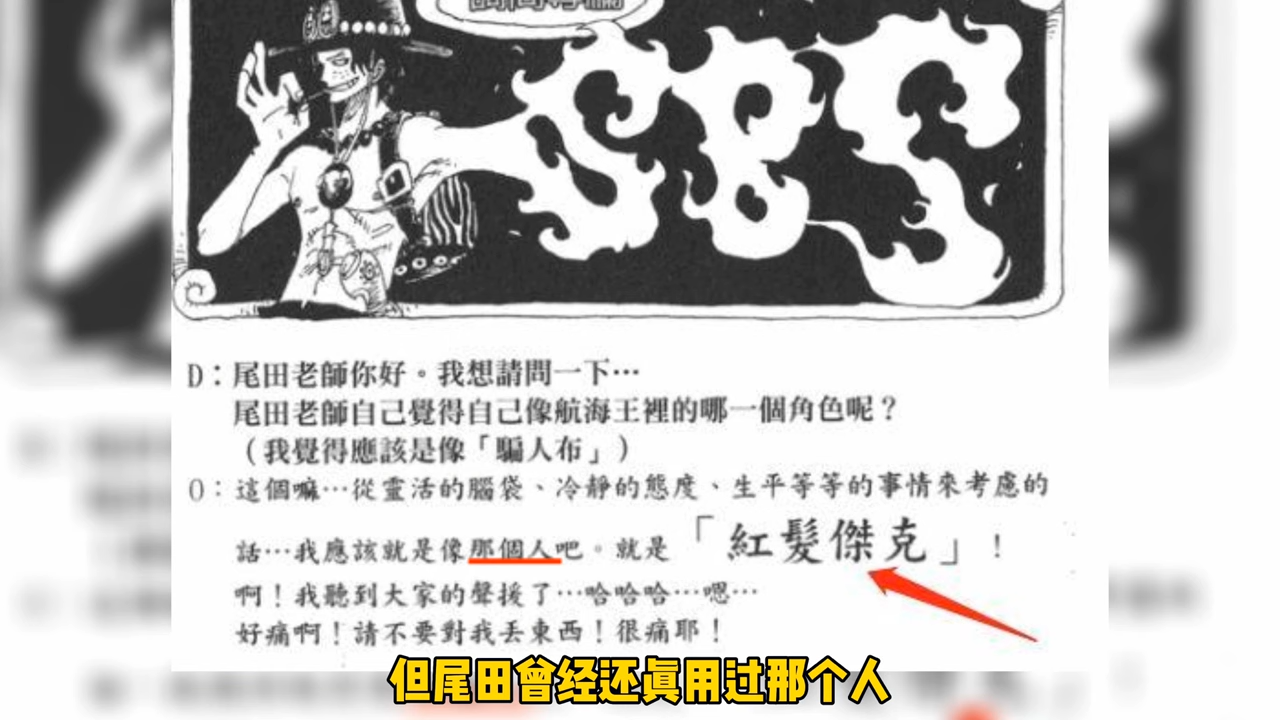 SBS
D：尾田老師你好。我想請問一下…
尾田老師自己覺得自己像航海王裡的哪一個角色呢？
（我覺得應該是像「騙人布」）
O：這個嘛…從靈活的腦袋、冷靜的態度、生平等等的事情來考慮的
話…我應該就是像那個人吧。就是「紅髮傑克」！
啊！我聽到大家的聲援了…哈哈哈…嗯…
好痛啊！請不要對我丟東西！很痛耶！
但尾田曾经还真用过那个人